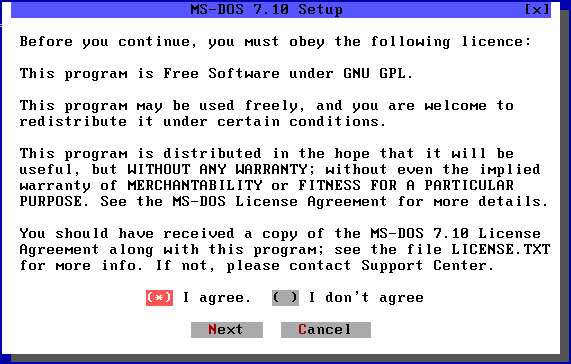 MS-DOS 7.10 Setup [x]
Before you continue, you must obey the following licence:
This program is Free Software under GNU GPL.
This program may be used freely, and you are welcome to
redistribute it under certain conditions.
This program is distributed in the hope that it will be
useful, but WITHOUT ANY WARRANTY; without even the implied
warranty of MERCHANTABILITY or FITNESS FOR A PARTICULAR
PURPOSE. See the MS-DOS License Agreement for more details.
You should have received a copy of the MS-DOS 7.10 License
Agreement along with this program; see the file LICENSE.TXT
for more info. If not, please contact Support Center.
(*) I agree. ( ) I don't agree
Next Cancel